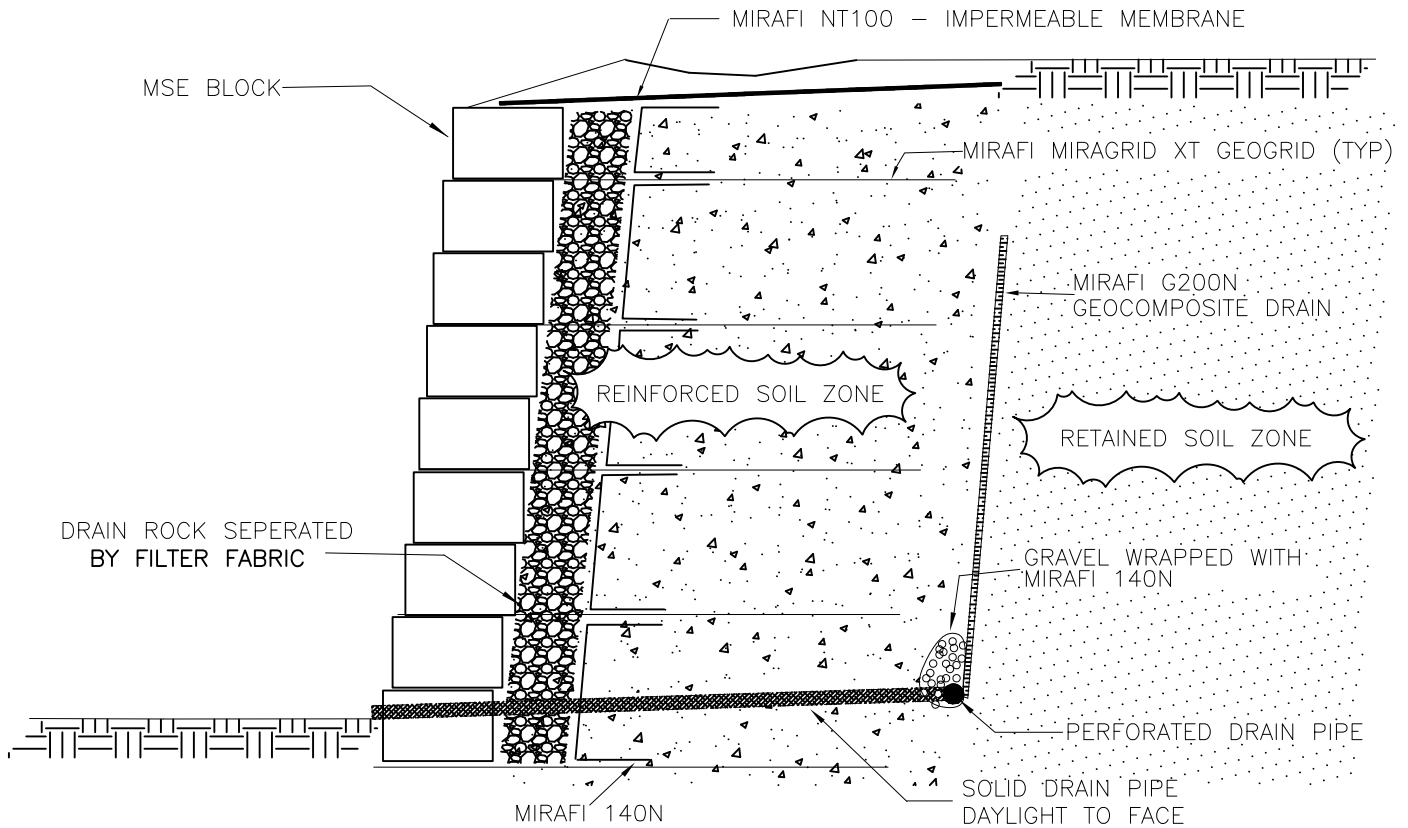 MIRAFI NT100 – IMPERMEABLE MEMBRANE
MSE BLOCK
MIRAFI MIRAGRID XT GEOGRID (TYP)
MIRAFI G200N
GEOCOMPOSITE DRAIN
REINFORCED SOIL ZONE
RETAINED SOIL ZONE
DRAIN ROCK SEPERATED
BY FILTER FABRIC
GRAVEL WRAPPED WITH
MIRAFI 140N
PERFORATED DRAIN PIPE
SOLID DRAIN PIPE
DAYLIGHT TO FACE
MIRAFI 140N